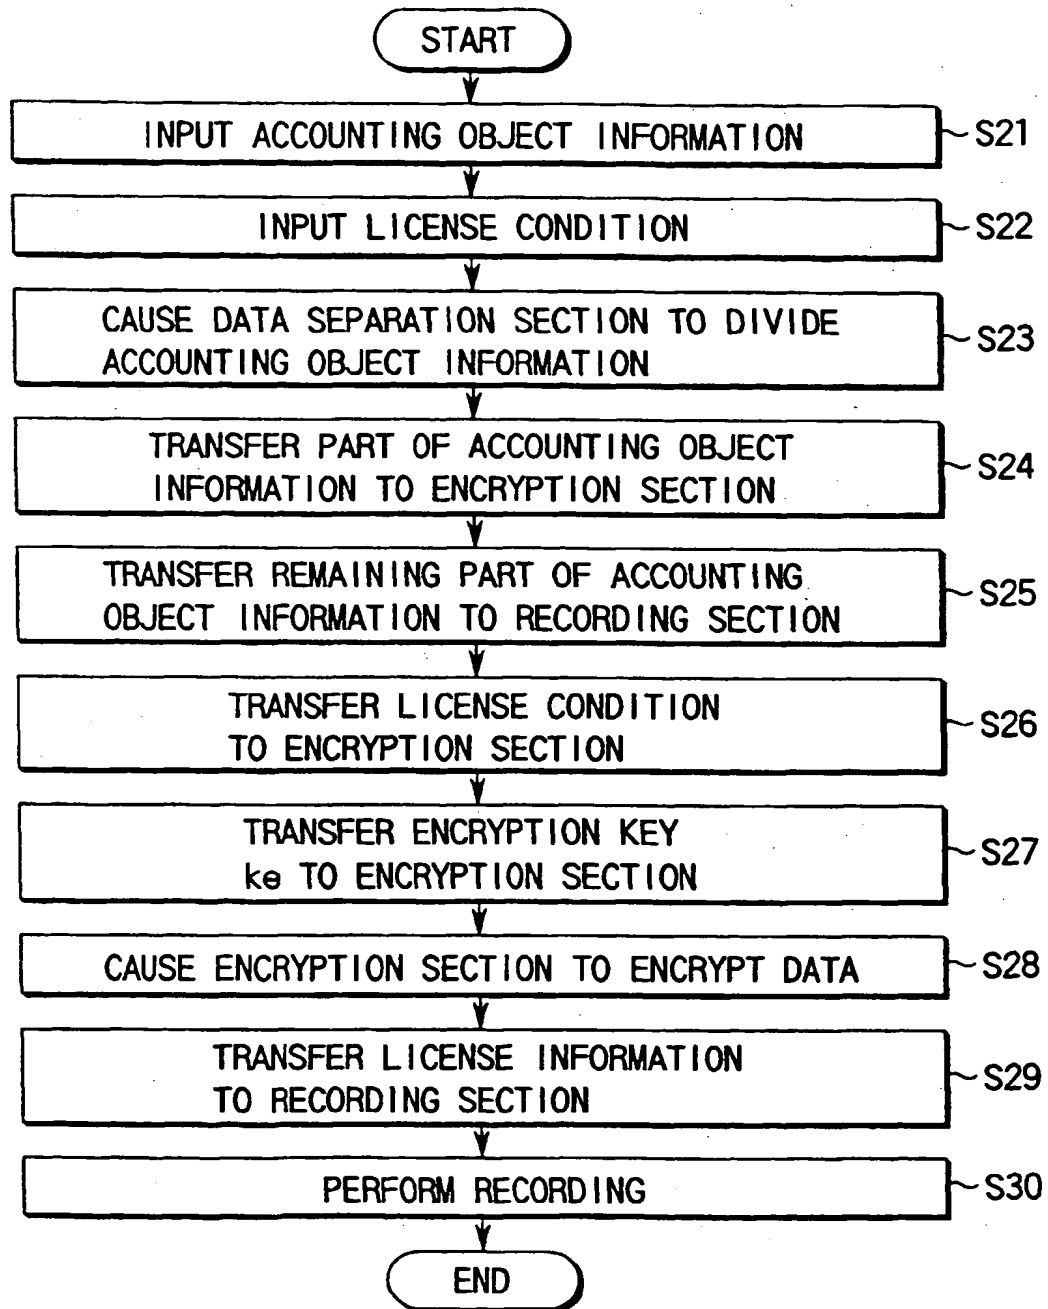 START
INPUT ACCOUNTING OBJECT INFORMATION
S21
INPUT LICENSE CONDITION
S22
CAUSE DATA SEPARATION SECTION TO DIVIDE
ACCOUNTING OBJECT INFORMATION
S23
TRANSFER PART OF ACCOUNTING OBJECT
INFORMATION TO ENCRYPTION SECTION
S24
TRANSFER REMAINING PART OF ACCOUNTING
OBJECT INFORMATION TO RECORDING SECTION
S25
TRANSFER LICENSE CONDITION
TO ENCRYPTION SECTION
S26
TRANSFER ENCRYPTION KEY
ke TO ENCRYPTION SECTION
S27
CAUSE ENCRYPTION SECTION TO ENCRYPT DATA
S28
TRANSFER LICENSE INFORMATION
TO RECORDING SECTION
S29
PERFORM RECORDING
S30
END